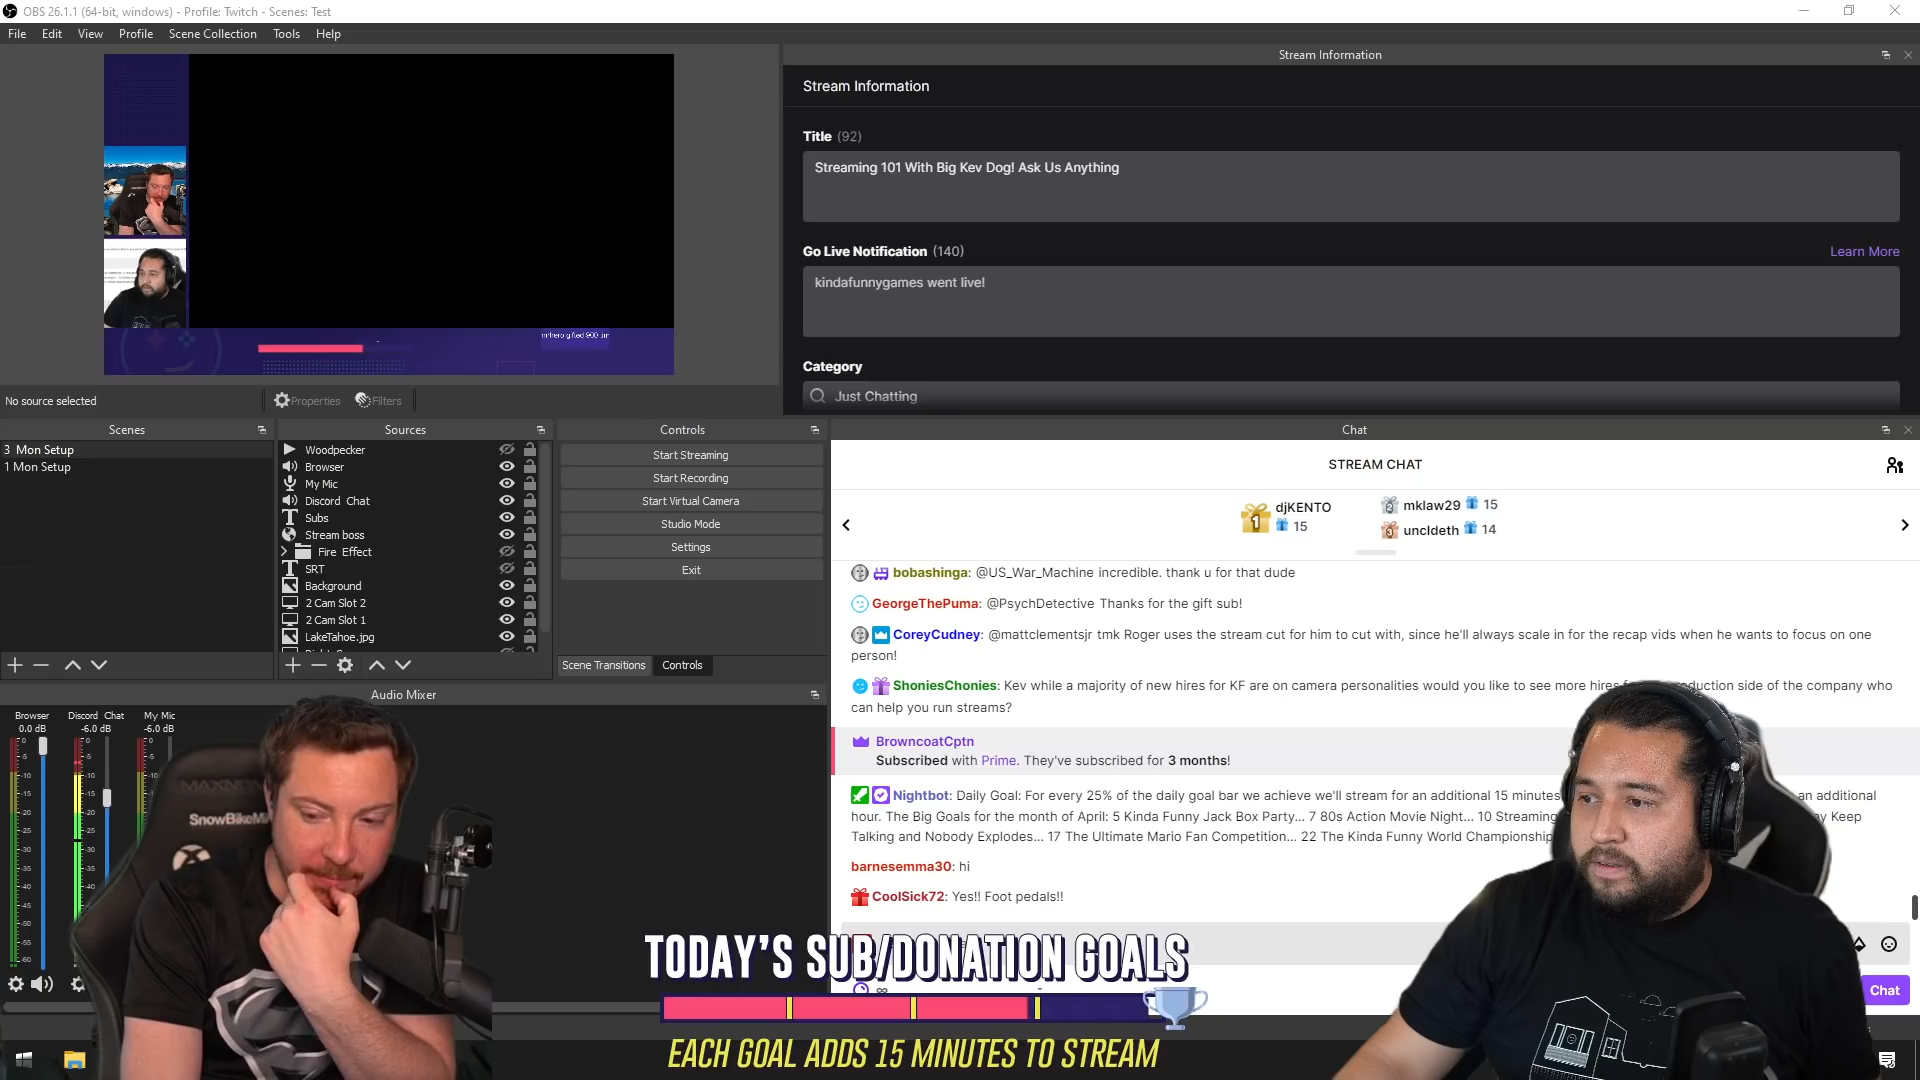 OBS 26.1.1 (64-bit, windows) - Profile: Twitch - Scenes: Test
File Edit View Profile Scene Collection Tools Help
Stream Information
Stream Information
Title (92)
Streaming 101 With Big Kev Dog! Ask Us Anything
Go Live Notification (140)
Learn More
kindafunnygames went live!
Category
Just Chatting
No source selected
Properties
Filters
Scenes
3 Mon Setup
1 Mon Setup
Sources
Woodpecker
Browser
My Mic
Discord Chat
Subs
Stream boss
Fire Effect
SRT
Background
2 Cam Slot 2
2 Cam Slot 1
LakeTahoe.jpg
Controls
Start Streaming
Start Recording
Start Virtual Camera
Studio Mode
Settings
Exit
Scene Transitions
Controls
Chat
STREAM CHAT
1 djKENTO
15
2 mklaw29 15
3 uncldeth 14
bobashinga: @US_War_Machine incredible. thank u for that dude
GeorgeThePuma: @PsychDetective Thanks for the gift sub!
CoreyCudney: @mattclementsjr tmk Roger uses the stream cut for him to cut with, since he'll always scale in for the recap vids when he wants to focus on one
person!
ShoniesChonies: Kev while a majority of new hires for KF are on camera personalities would you like to see more hires side of the company who
can help you run streams?
BrowncoatCptn
Subscribed with Prime. They've subscribed for 3 months!
Nightbot: Daily Goal: For every 25% of the daily goal bar we achieve we'll stream for an additional 15 minutes an additional
hour. The Big Goals for the month of April: 5 Kinda Funny Jack Box Party... 7 80s Action Movie Night... 10 Streaming Keep
Talking and Nobody Explodes... 17 The Ultimate Mario Fan Competition... 22 The Kinda Funny World Championship
barnesemma30: hi
CoolSick72: Yes!! Foot pedals!!
Chat
Audio Mixer
Browser
0.0 dB
Discord Chat
-6.0 dB
My Mic
-6.0 dB
MAXNOMIC
SnowBikeMi
TODAY'S SUB/DONATION GOALS
EACH GOAL ADDS 15 MINUTES TO STREAM